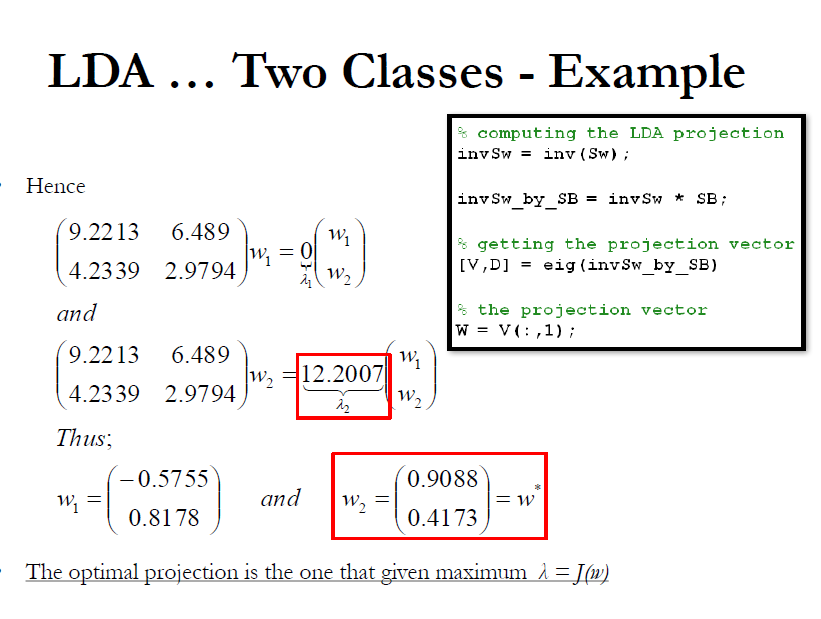 LDA … Two Classes - Example
% computing the LDA projection
invSw = inv(Sw);
invSw_by_SB = invSw * SB;
% getting the projection vector
[V,D] = eig(invSw_by_SB)
% the projection vector
W = V(:,1);
Hence
(9.2213 6.489
4.2339 2.9794) w₁ = 0 (w₁
w₂)
λ₁
and
(9.2213 6.489
4.2339 2.9794) w₂ = 12.2007 (w₁
w₂)
λ₂
Thus;
w₁ = (−0.5755
0.8178) and w₂ = (0.9088
0.4173) = w*
The optimal projection is the one that given maximum λ = J(w)